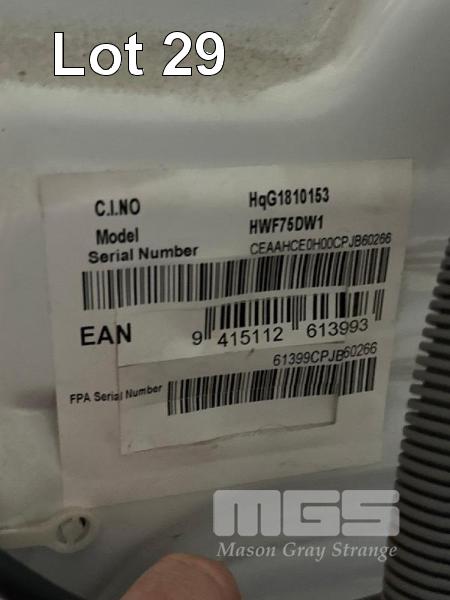 Lot 29
C.I.NO HqG1810153
Model HWF75DW1
Serial Number CEAAHCE0H00CPJB60266
EAN 9 415112 613993
61399CPJB60266
FPA Serial Number
MGS
Mason Gray Strange